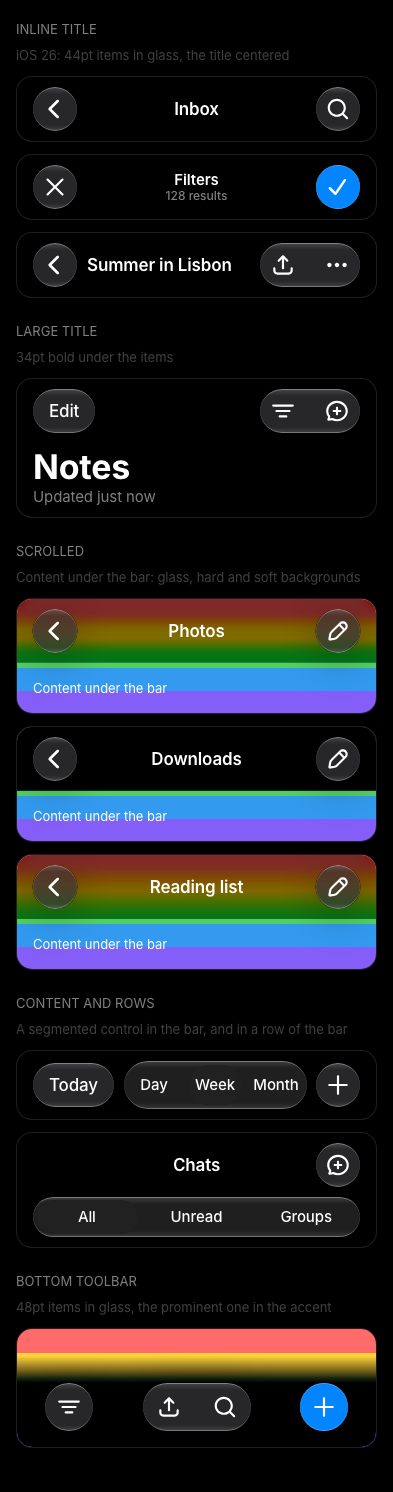 INLINE TITLE
iOS 26: 44pt items in glass, the title centered
Inbox
Filters
128 results
Summer in Lisbon
LARGE TITLE
34pt bold under the items
Edit
Notes
Updated just now
SCROLLED
Content under the bar: glass, hard and soft backgrounds
Photos
Content under the bar
Downloads
Content under the bar
Reading list
Content under the bar
CONTENT AND ROWS
A segmented control in the bar, and in a row of the bar
Today Day Week Month
Chats
All Unread Groups
BOTTOM TOOLBAR
48pt items in glass, the prominent one in the accent